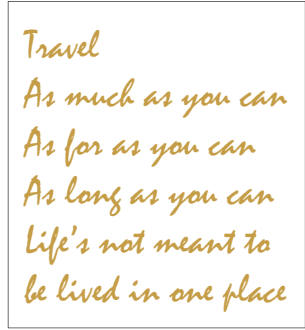 Travel
As much as you can
As for as you can
As long as you can
Life's not meant to
be lived in one place